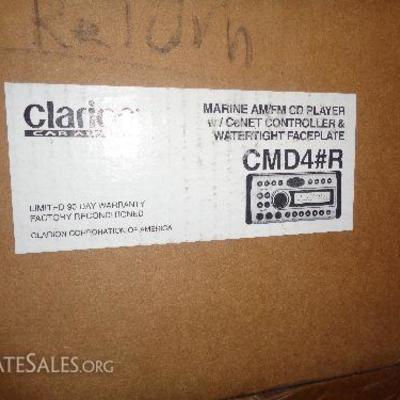 Return
Clarion
CAR AUDIO
MARINE AM/FM CD PLAYER
w/ CeNET CONTROLLER &
WATERTIGHT FACEPLATE
CMD4#R
LIMITED 90 DAY WARRANTY
FACTORY RECONDITIONED
CLARION CORPORATION OF AMERICA
ATESALES.ORG